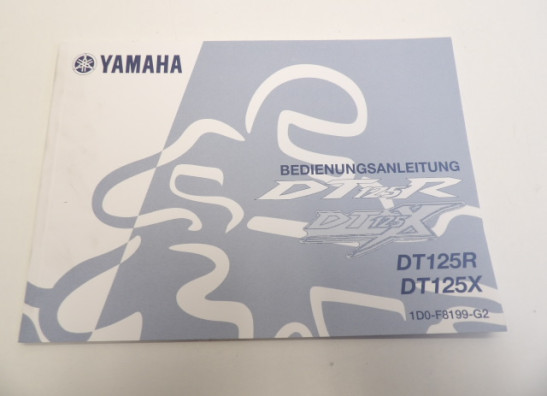 YAMAHA
BEDIENUNGSANLEITUNG
DT125R
DT125X
DT125R
DT125X
1D0-F8199-G2